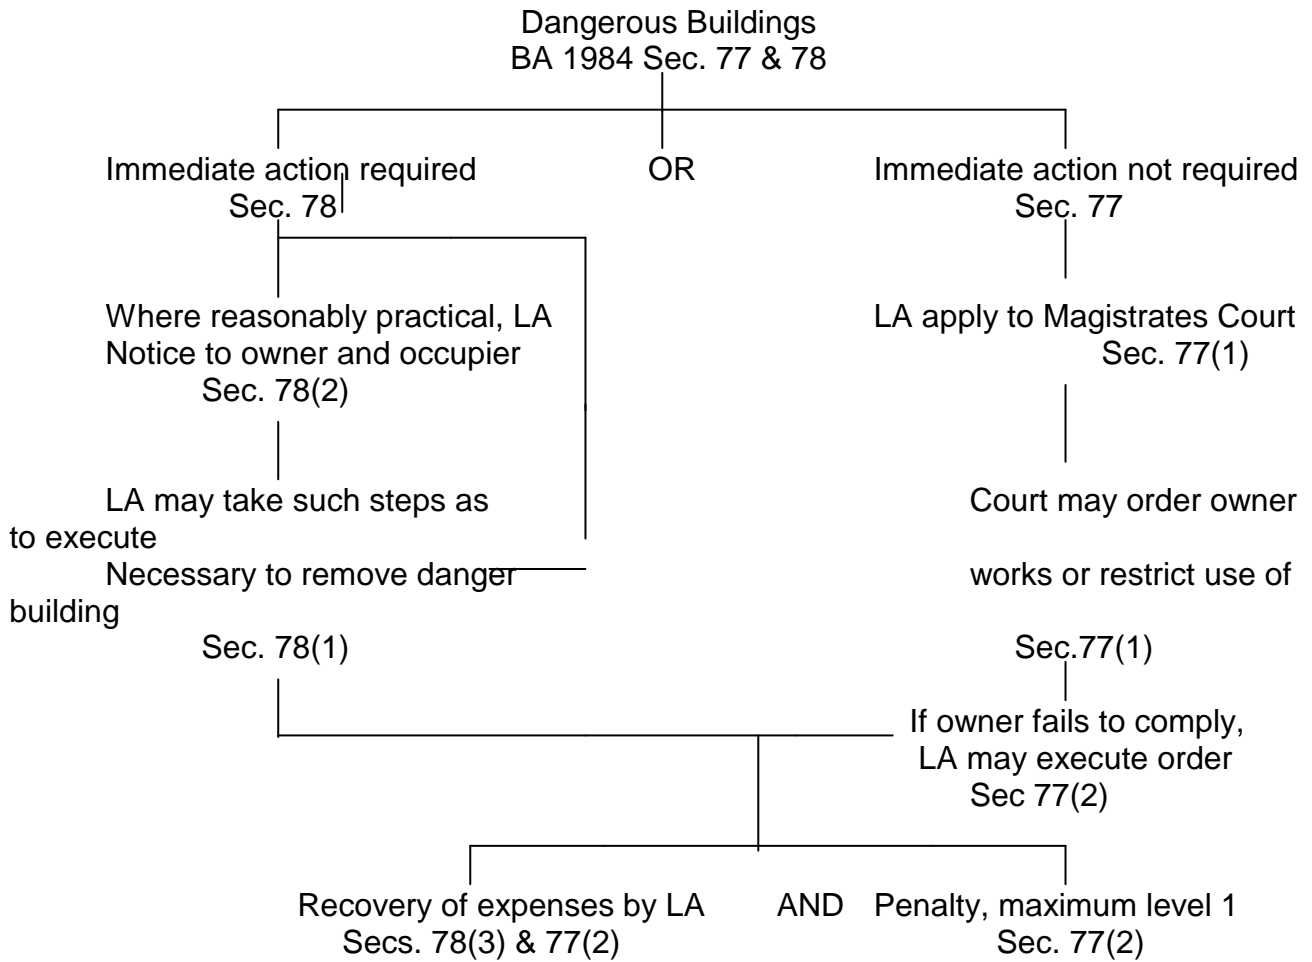 Dangerous Buildings
BA 1984 Sec. 77 & 78
Immediate action required OR Immediate action not required
Sec. 78 Sec. 77
Where reasonably practical, LA LA apply to Magistrates Court
Notice to owner and occupier Sec. 77(1)
Sec. 78(2)
LA may take such steps as Court may order owner
to execute
Necessary to remove danger works or restrict use of
building
Sec. 78(1) Sec.77(1)
If owner fails to comply,
LA may execute order
Sec 77(2)
Recovery of expenses by LA AND Penalty, maximum level 1
Secs. 78(3) & 77(2) Sec. 77(2)